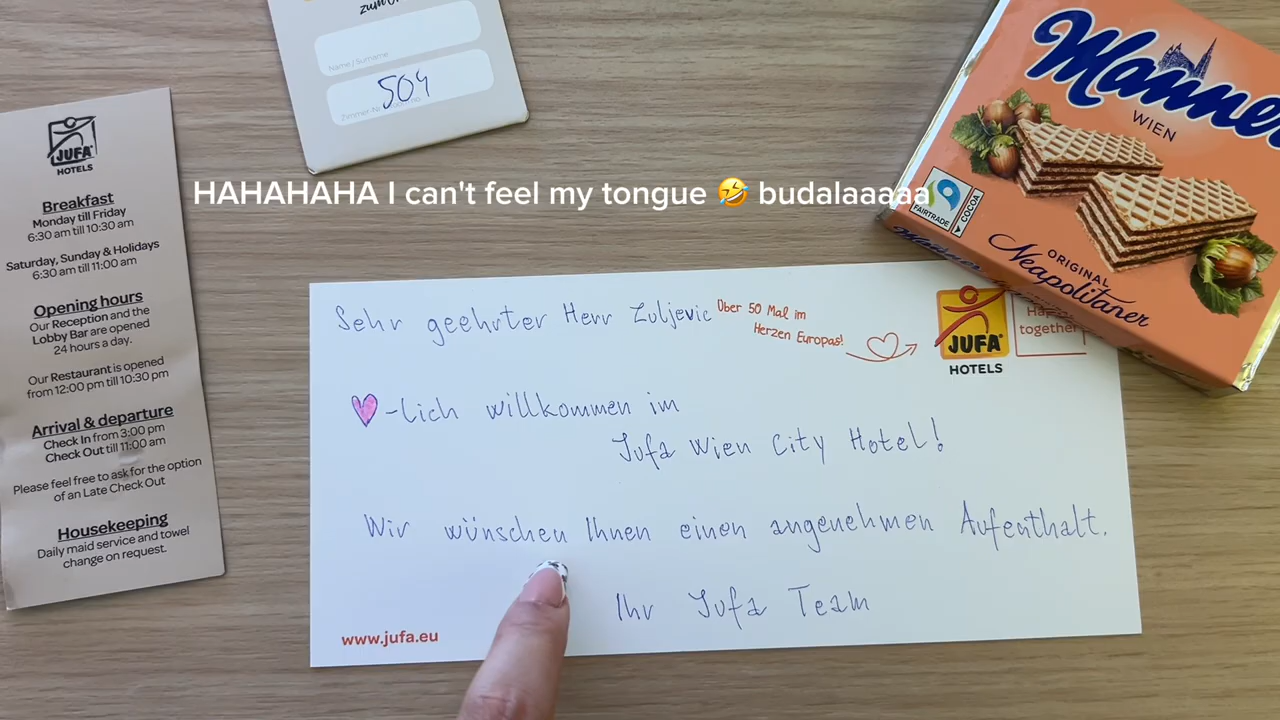 zum
Name / Surname
504
JUFA
HOTELS
Breakfast
Monday till Friday
6:30 am till 10:30 am
Saturday, Sunday & Holidays
6:30 am till 11:00 am
Opening hours
Our Reception and the
Lobby Bar are opened
24 hours a day.
Our Restaurant is opened
from 12:00 pm till 10:30 pm
Arrival & departure
Check In from 3:00 pm
Check Out till 11:00 am
Please feel free to ask for the option
of an Late Check Out
Housekeeping
Daily maid service and towel
change on request.
HAHAHAHA I can't feel my tongue 🤣 budalaaaaa
Manner
WIEN
FAIRTRADE
COCOA
ORIGINAL
Neapolitaner
Manner
Sehr geehrter Herr Zuljevic
Über 50 Mal im
Herzen Europas!
JUFA
HOTELS
together
♥-lich willkommen im
Jufa Wien City Hotel!
Wir wünschen Ihnen einen angenehmen Aufenthalt.
Ihr Jufa Team
www.jufa.eu